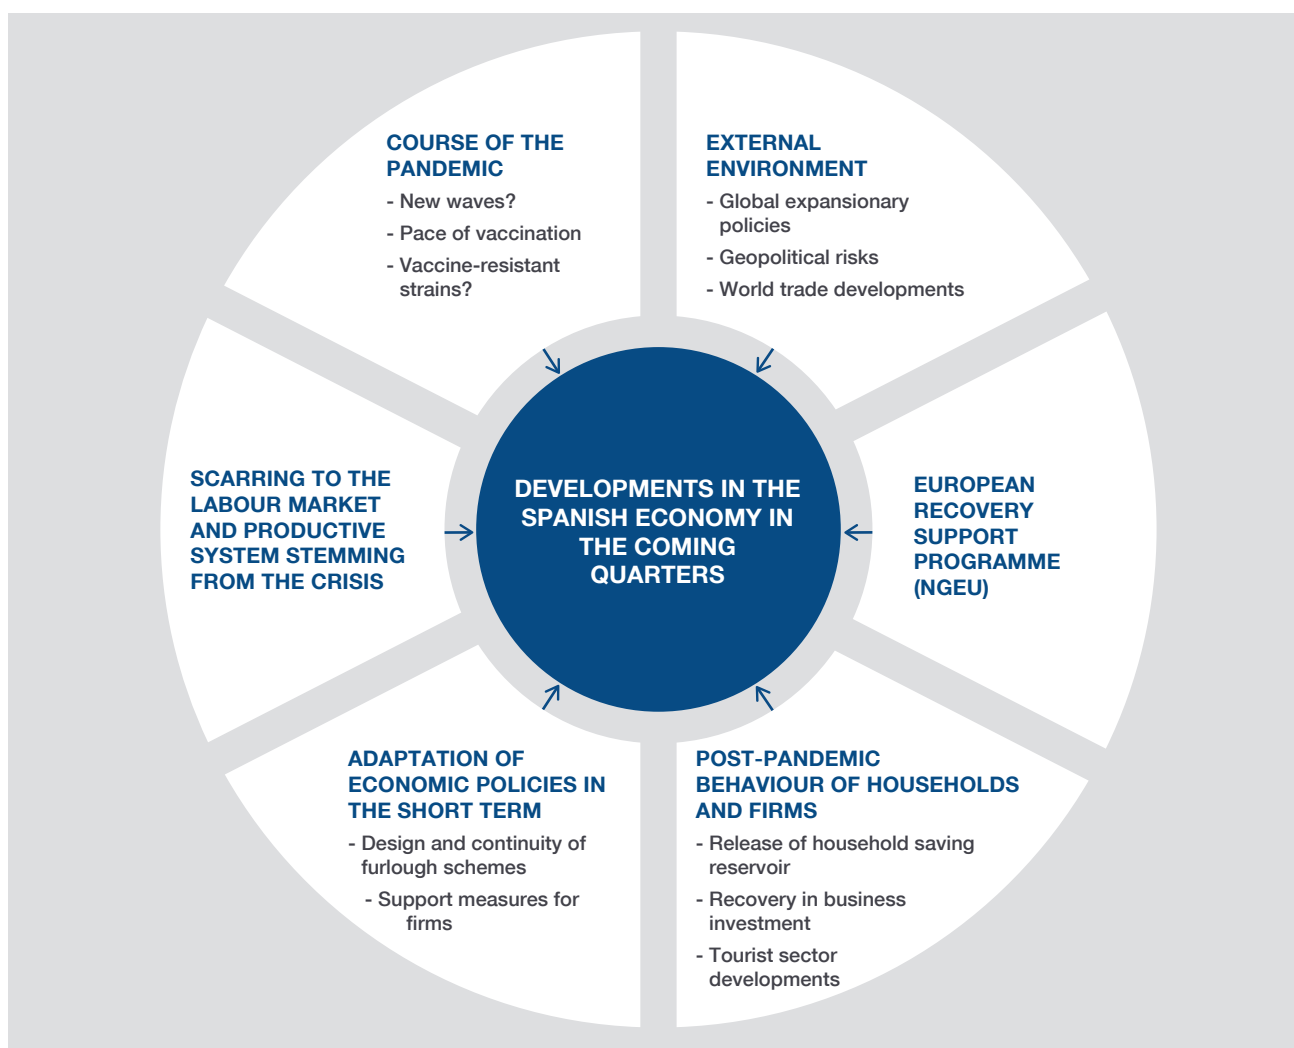 COURSE OF THE
PANDEMIC
- New waves?
- Pace of vaccination
- Vaccine-resistant
strains?
EXTERNAL
ENVIRONMENT
- Global expansionary
policies
- Geopolitical risks
- World trade developments
SCARRING TO THE
LABOUR MARKET
AND PRODUCTIVE
SYSTEM STEMMING
FROM THE CRISIS
DEVELOPMENTS IN THE
SPANISH ECONOMY IN
THE COMING
QUARTERS
EUROPEAN
RECOVERY
SUPPORT
PROGRAMME
(NGEU)
ADAPTATION OF
ECONOMIC POLICIES IN
THE SHORT TERM
- Design and continuity of
furlough schemes
- Support measures for
firms
POST-PANDEMIC
BEHAVIOUR OF HOUSEHOLDS
AND FIRMS
- Release of household saving
reservoir
- Recovery in business
investment
- Tourist sector
developments